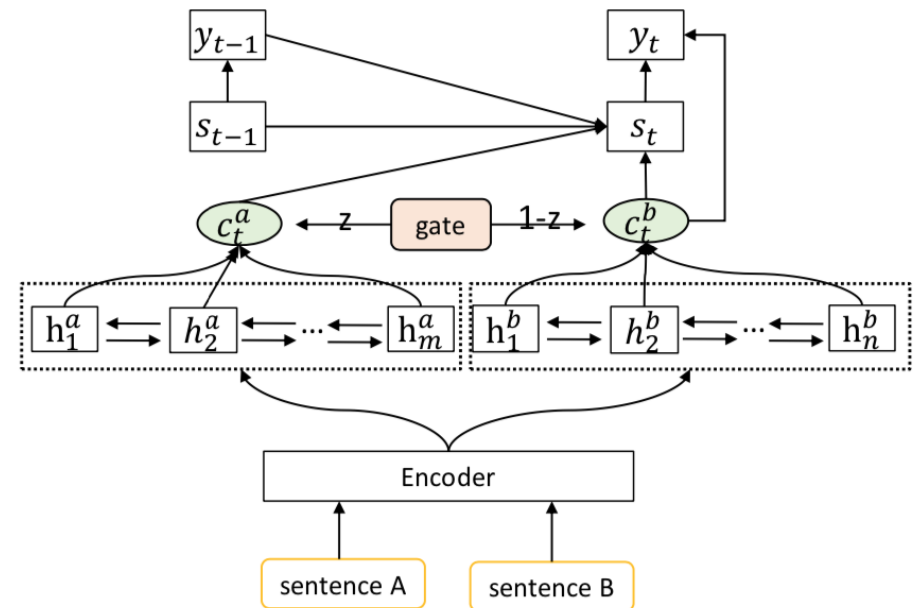 y_{t-1} y_t
s_{t-1} s_t
c_t^a z gate 1-z c_t^b
h_1^a h_2^a ... h_m^a h_1^b h_2^b ... h_n^b
Encoder
sentence A sentence B